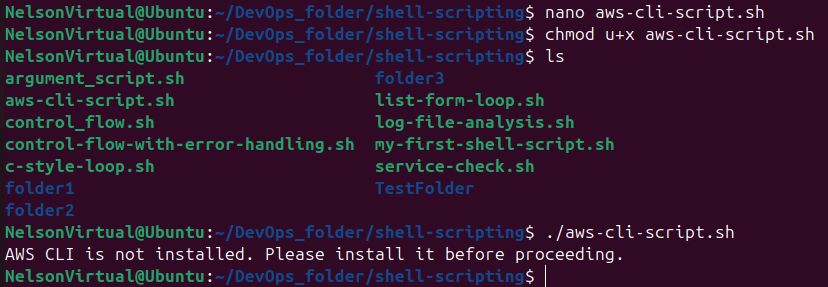 NelsonVirtual@Ubuntu:~/DevOps_folder/shell-scripting$ nano aws-cli-script.sh
NelsonVirtual@Ubuntu:~/DevOps_folder/shell-scripting$ chmod u+x aws-cli-script.sh
NelsonVirtual@Ubuntu:~/DevOps_folder/shell-scripting$ ls
argument_script.sh                 folder3
aws-cli-script.sh                  list-form-loop.sh
control_flow.sh                    log-file-analysis.sh
control-flow-with-error-handling.sh  my-first-shell-script.sh
c-style-loop.sh                    service-check.sh
folder1                            TestFolder
folder2
NelsonVirtual@Ubuntu:~/DevOps_folder/shell-scripting$ ./aws-cli-script.sh
AWS CLI is not installed. Please install it before proceeding.
NelsonVirtual@Ubuntu:~/DevOps_folder/shell-scripting$